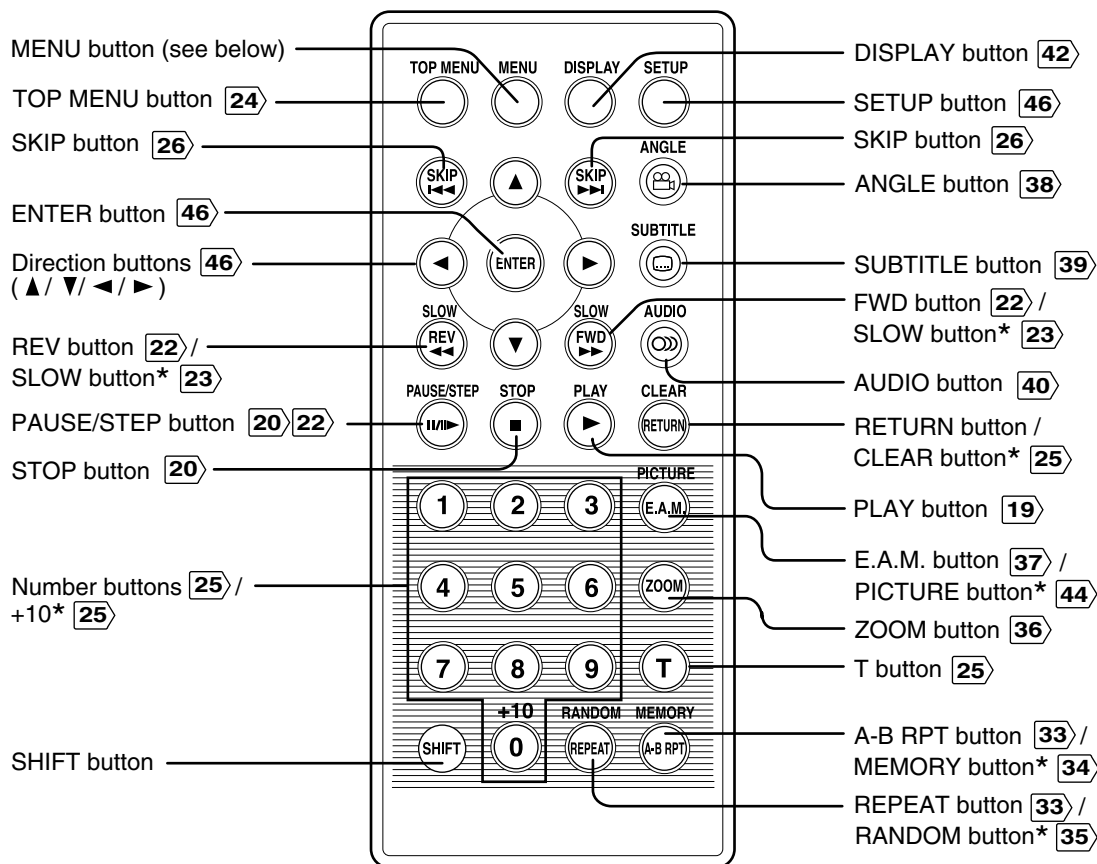 MENU button (see below)
TOP MENU button 24
SKIP button 26
ENTER button 46
Direction buttons 46
( ▲ / ▼ / ◄ / ► )
REV button 22 /
SLOW button* 23
PAUSE/STEP button 20 22
STOP button 20
Number buttons 25 /
+10* 25
SHIFT button
TOP MENU MENU DISPLAY SETUP
ANGLE
SKIP SKIP
SUBTITLE
ENTER
SLOW SLOW AUDIO
REV FWD
PAUSE/STEP STOP PLAY CLEAR
RETURN
PICTURE
1 2 3 E.A.M.
4 5 6 ZOOM
7 8 9 T
+10 RANDOM MEMORY
SHIFT 0 REPEAT A-B RPT
DISPLAY button 42
SETUP button 46
SKIP button 26
ANGLE button 38
SUBTITLE button 39
FWD button 22 /
SLOW button* 23
AUDIO button 40
RETURN button /
CLEAR button* 25
PLAY button 19
E.A.M. button 37 /
PICTURE button* 44
ZOOM button 36
T button 25
A-B RPT button 33 /
MEMORY button* 34
REPEAT button 33 /
RANDOM button* 35